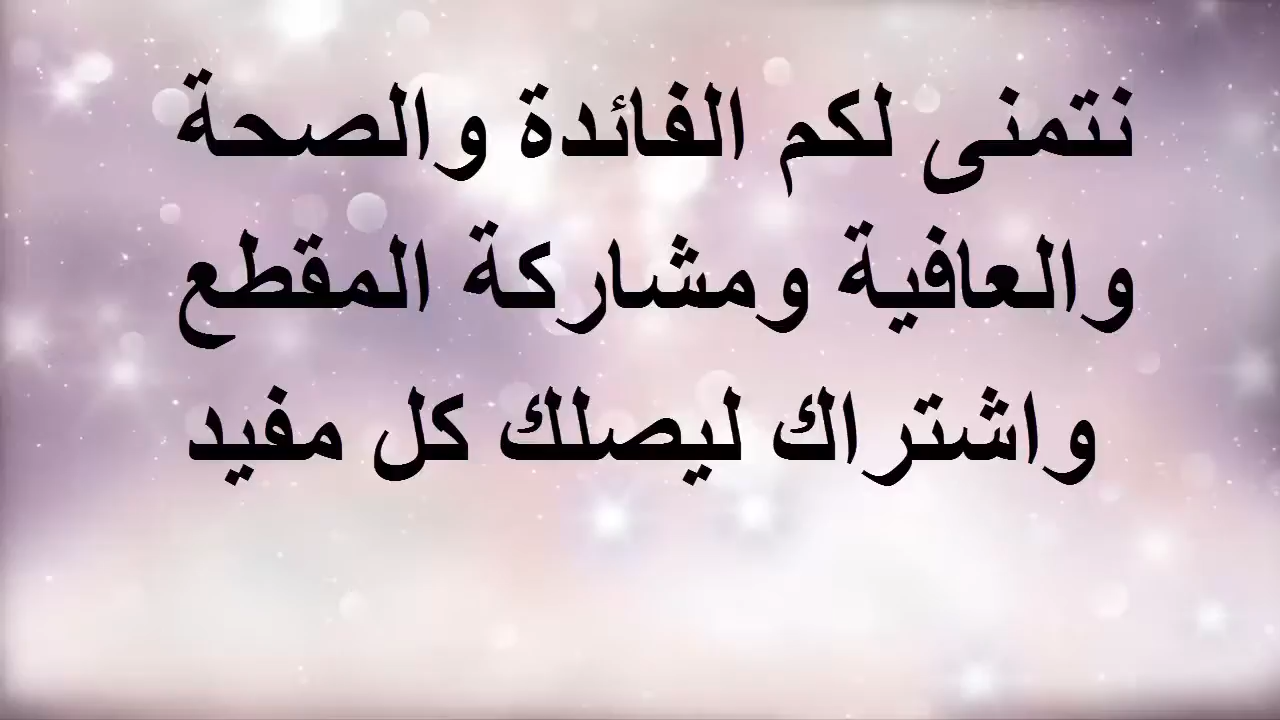 نتمنى لكم الفائدة والصحة
والعافية ومشاركة المقطع
واشتراك ليصلك كل مفيد